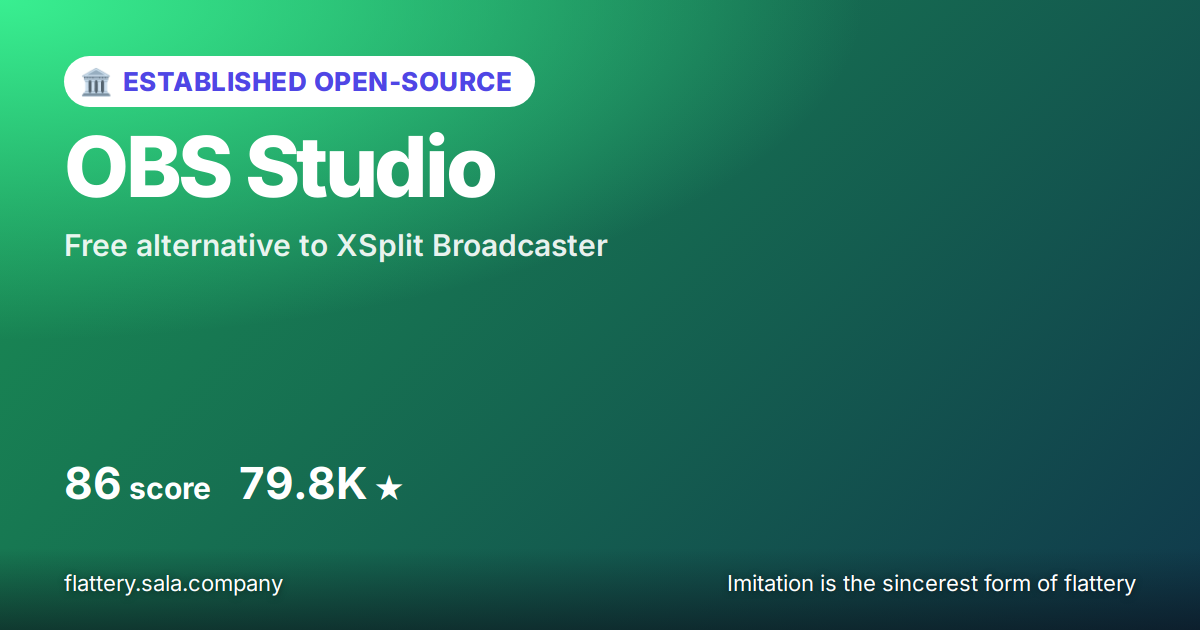 🏛️ ESTABLISHED OPEN-SOURCE
OBS Studio
Free alternative to XSplit Broadcaster
86 score 79.8K ★
flattery.sala.company
Imitation is the sincerest form of flattery